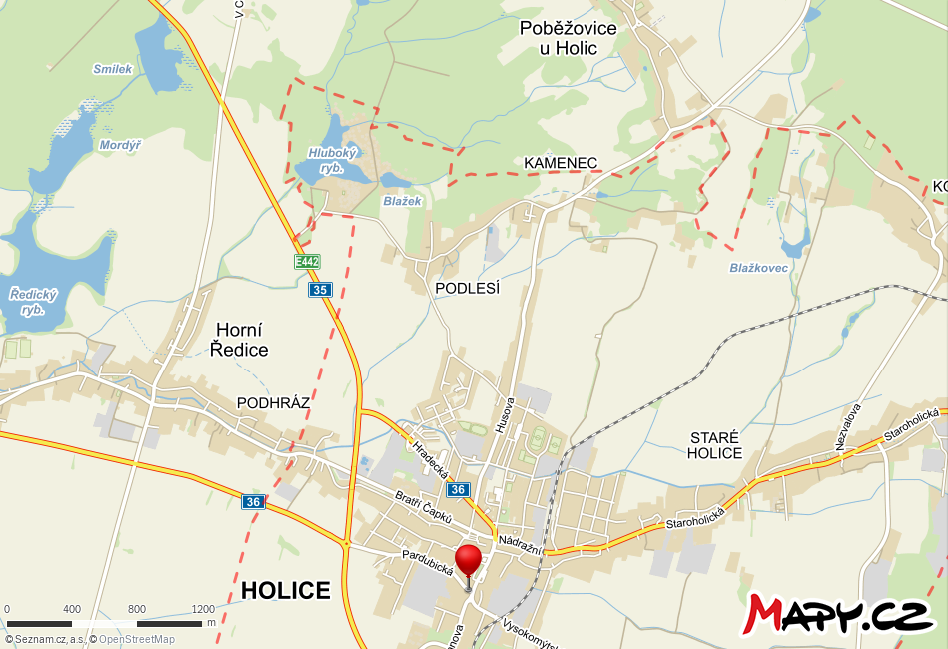 V C
Poběžovice
u Holic
Smilek
Mordýř
Hluboký
ryb.
KAMENEC
KO
Blažek
E442
Blažkovec
35
PODLESÍ
Ředický
ryb.
Horní
Ředice
PODHRÁZ
Husova
Nezvalova
Staroholická
STARÉ
HOLICE
Hradecká
36
36
Bratří Čapků
Staroholická
Nádražní
Pardubická
HOLICE
0 400 800 1200
m
MAPY.CZ
Vysokomýtsk
anova
© Seznam.cz, a.s., © OpenStreetMap